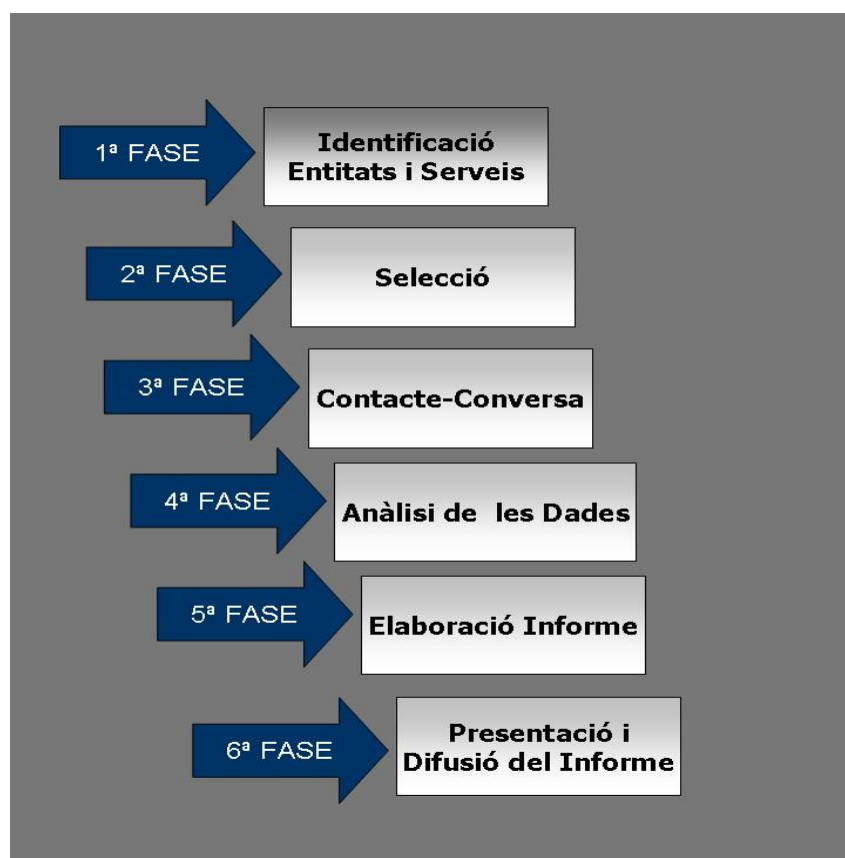 1ª FASE
Identificació
Entitats i Serveis
2ª FASE
Selecció
3ª FASE
Contacte-Conversa
4ª FASE
Anàlisi de les Dades
5ª FASE
Elaboració Informe
6ª FASE
Presentació i
Difusió del Informe